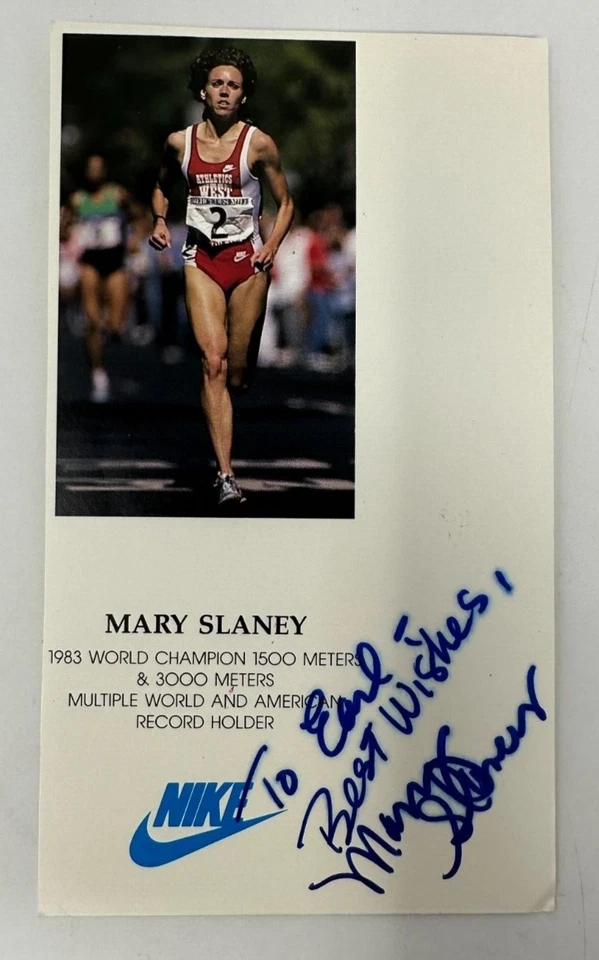 ATHLETICS
WEST
2
MARY SLANEY
1983 WORLD CHAMPION 1500 METERS
& 3000 METERS
MULTIPLE WORLD AND AMERICAN
RECORD HOLDER
NIKE
To Earl –
Best Wishes,
Mary Slaney